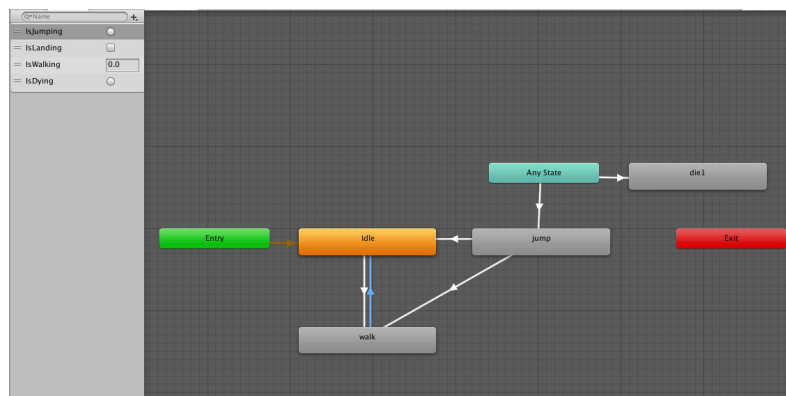 Name
IsJumping
IsLanding
IsWalking 0.0
IsDying
Any State
die1
Entry
Idle
jump
Exit
walk